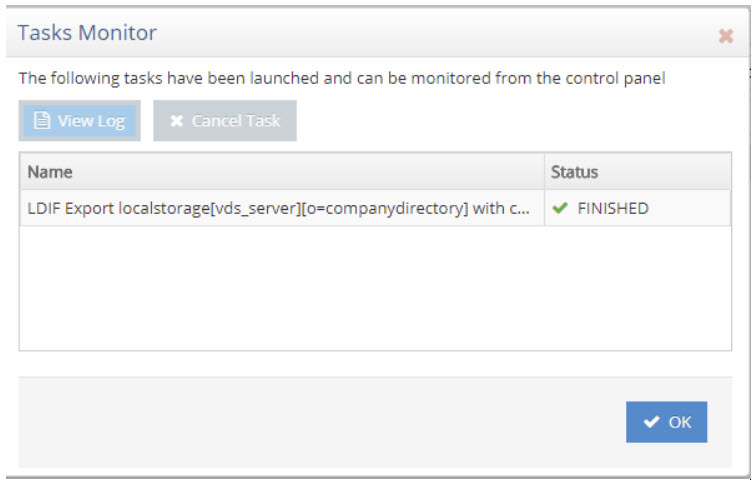 Tasks Monitor
The following tasks have been launched and can be monitored from the control panel
View Log
Cancel Task
Name Status
LDIF Export localstorage[vds_server][o=companydirectory] with c... FINISHED
OK